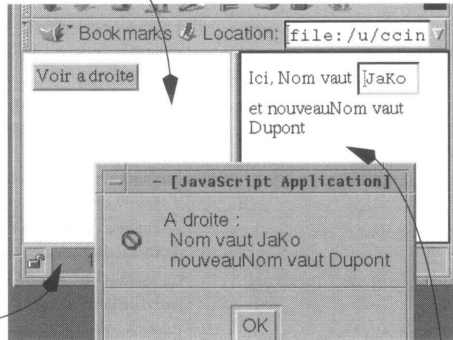 Bookmarks Location: file:/u/ccin
Voir a droite
Ici, Nom vaut JaKo
et nouveauNom vaut
Dupont
- [JavaScript Application]
A droite :
Nom vaut JaKo
nouveauNom vaut Dupont
OK